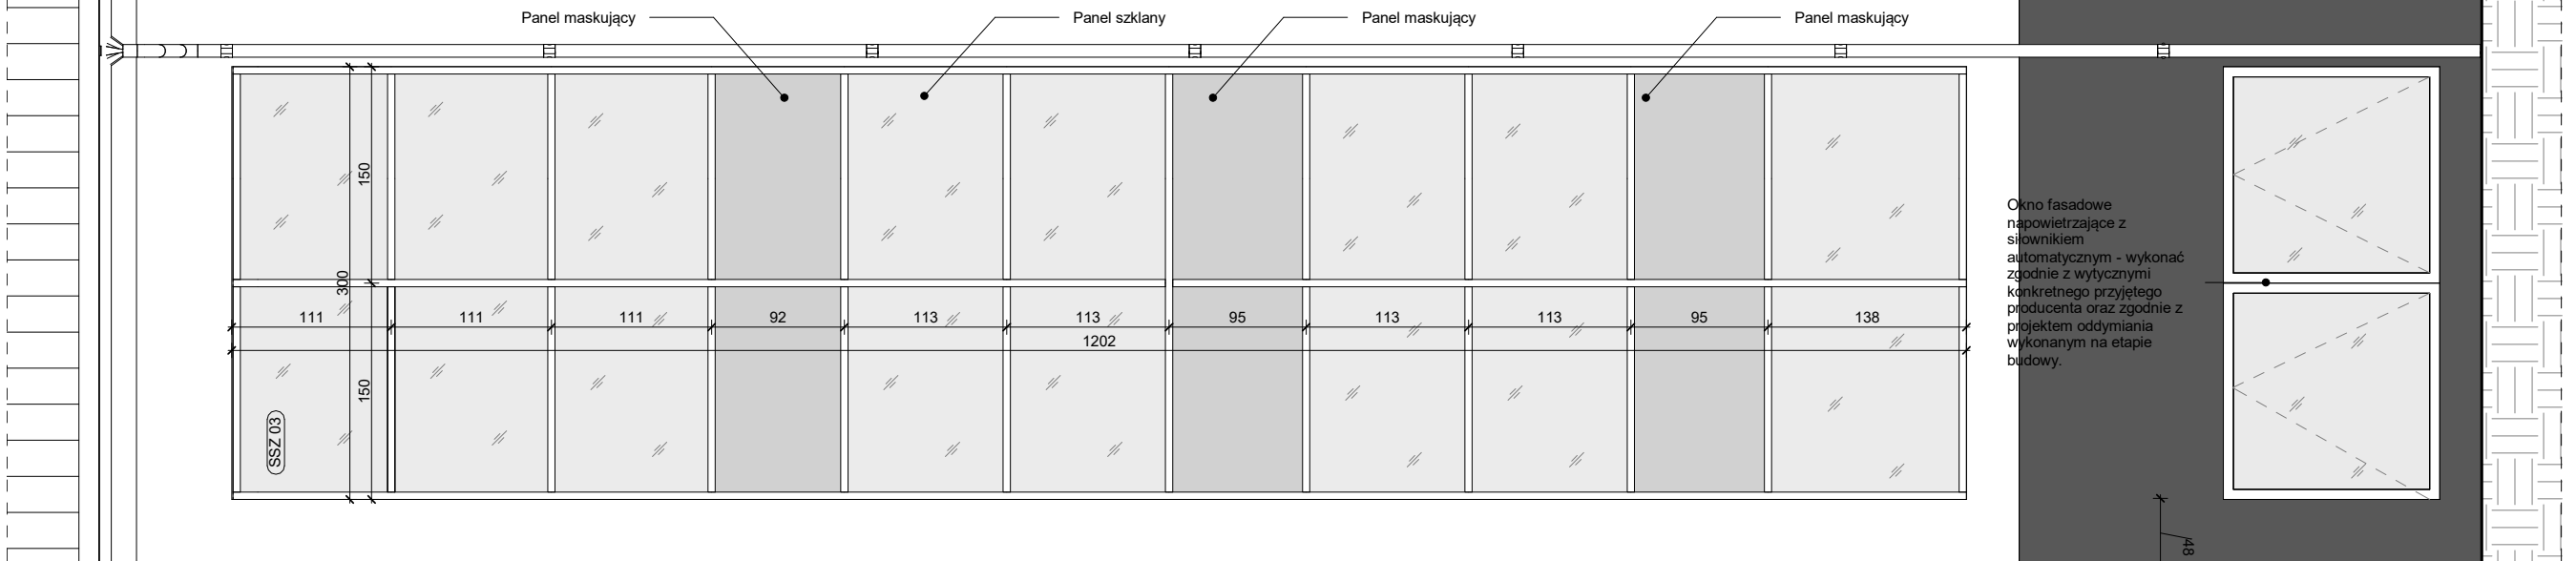 Panel maskujący
Panel szklany
Panel maskujący
Panel maskujący
150
300
150
111
111
111
92
113
113
95
113
113
95
138
1202
SSZ 03
Okno fasadowe
napowietrzające z
siłownikiem
automatycznym - wykonać
zgodnie z wytycznymi
konkretnego przyjętego
producenta oraz zgodnie z
projektem oddymiania
wykonanym na etapie
budowy.
48